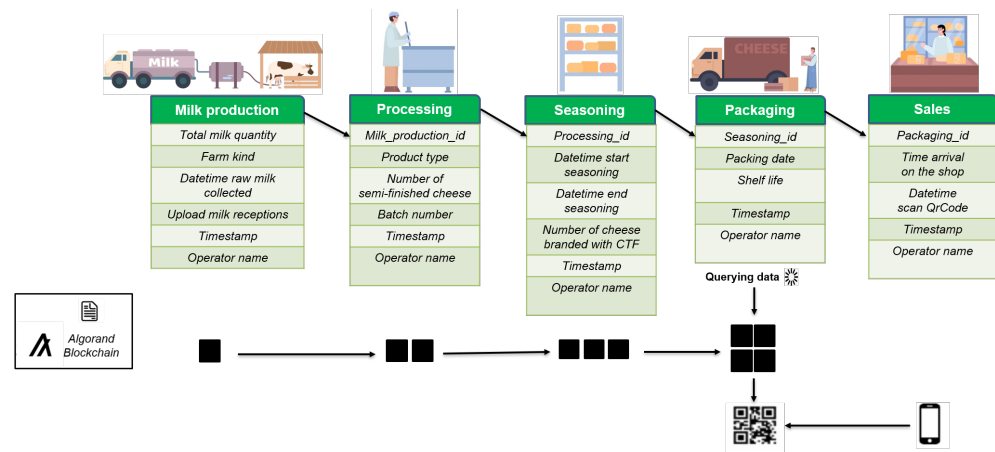 Milk
CHEESE
Milk production
Total milk quantity
Farm kind
Datetime raw milk
collected
Upload milk receptions
Timestamp
Operator name
Processing
Milk_production_id
Product type
Number of
semi-finished cheese
Batch number
Timestamp
Operator name
Seasoning
Processing_id
Datetime start
seasoning
Datetime end
seasoning
Number of cheese
branded with CTF
Timestamp
Operator name
Packaging
Seasoning_id
Packing date
Shelf life
Timestamp
Operator name
Sales
Packaging_id
Time arrival
on the shop
Datetime
scan QrCode
Timestamp
Operator name
Querying data
Algorand
Blockchain